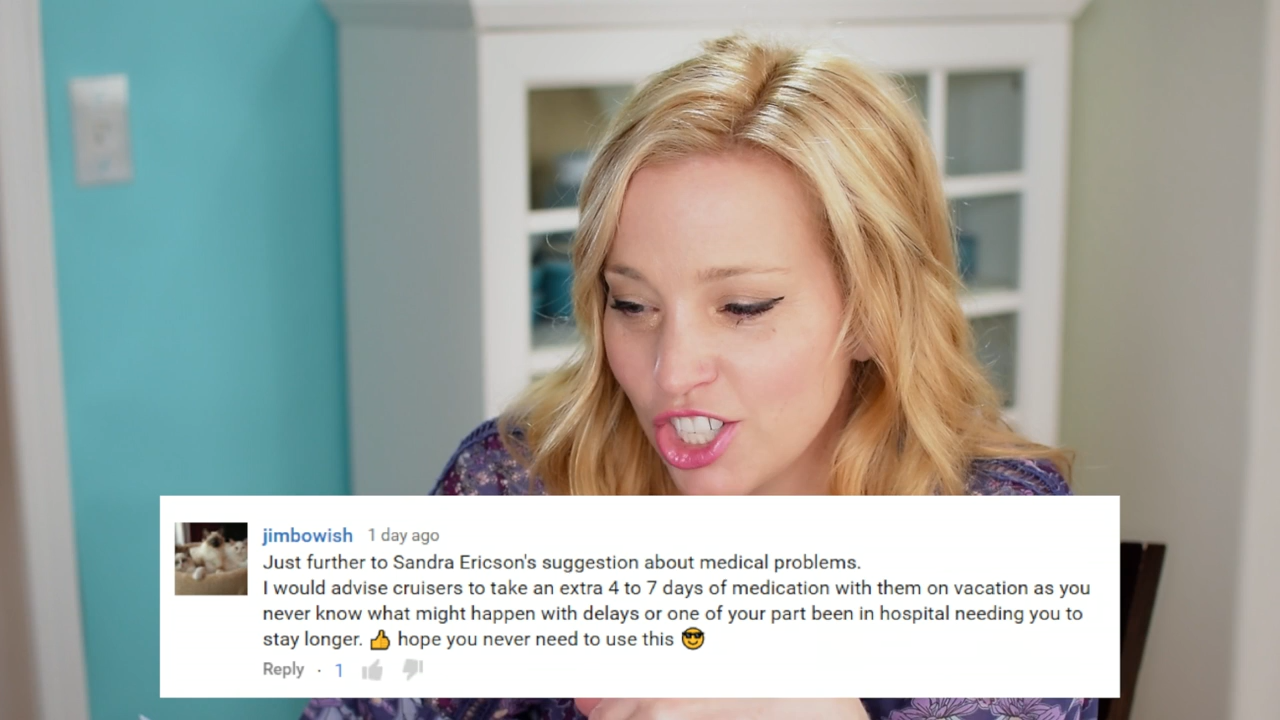 jimbowish 1 day ago
Just further to Sandra Ericson's suggestion about medical problems.
I would advise cruisers to take an extra 4 to 7 days of medication with them on vacation as you
never know what might happen with delays or one of your part been in hospital needing you to
stay longer. 👍 hope you never need to use this 😎
Reply · 1